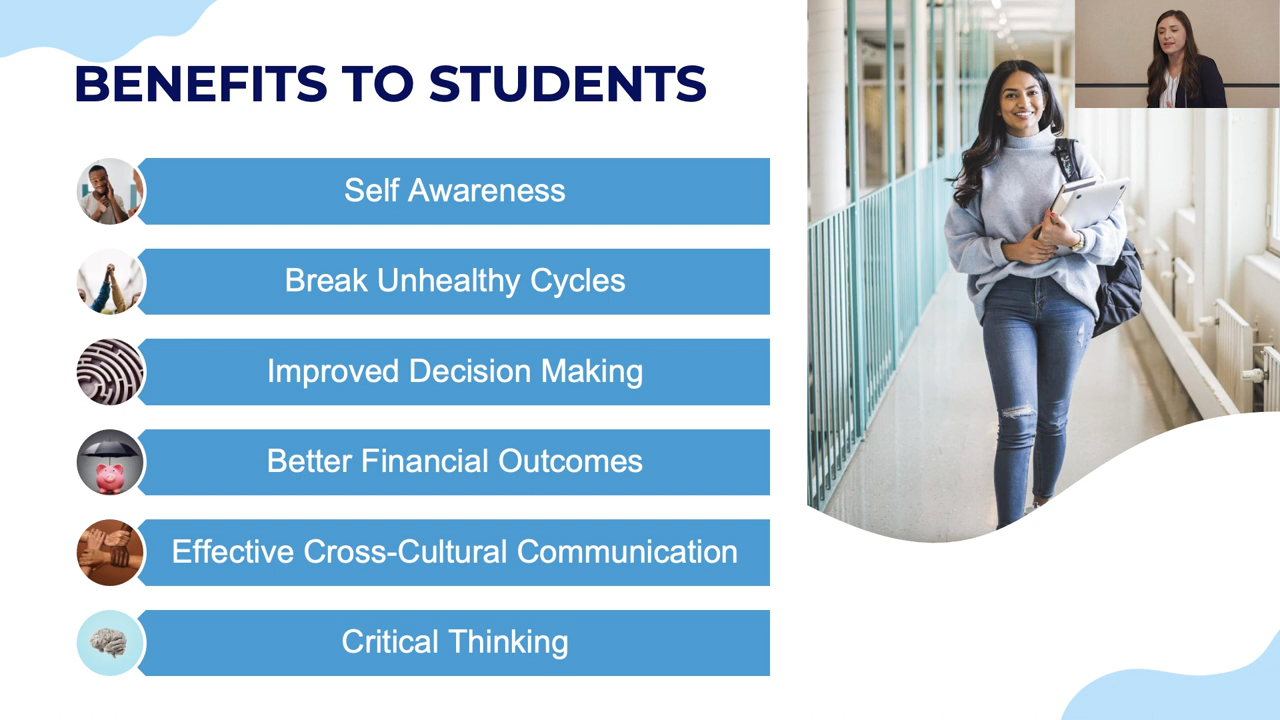 BENEFITS TO STUDENTS
Self Awareness
Break Unhealthy Cycles
Improved Decision Making
Better Financial Outcomes
Effective Cross-Cultural Communication
Critical Thinking